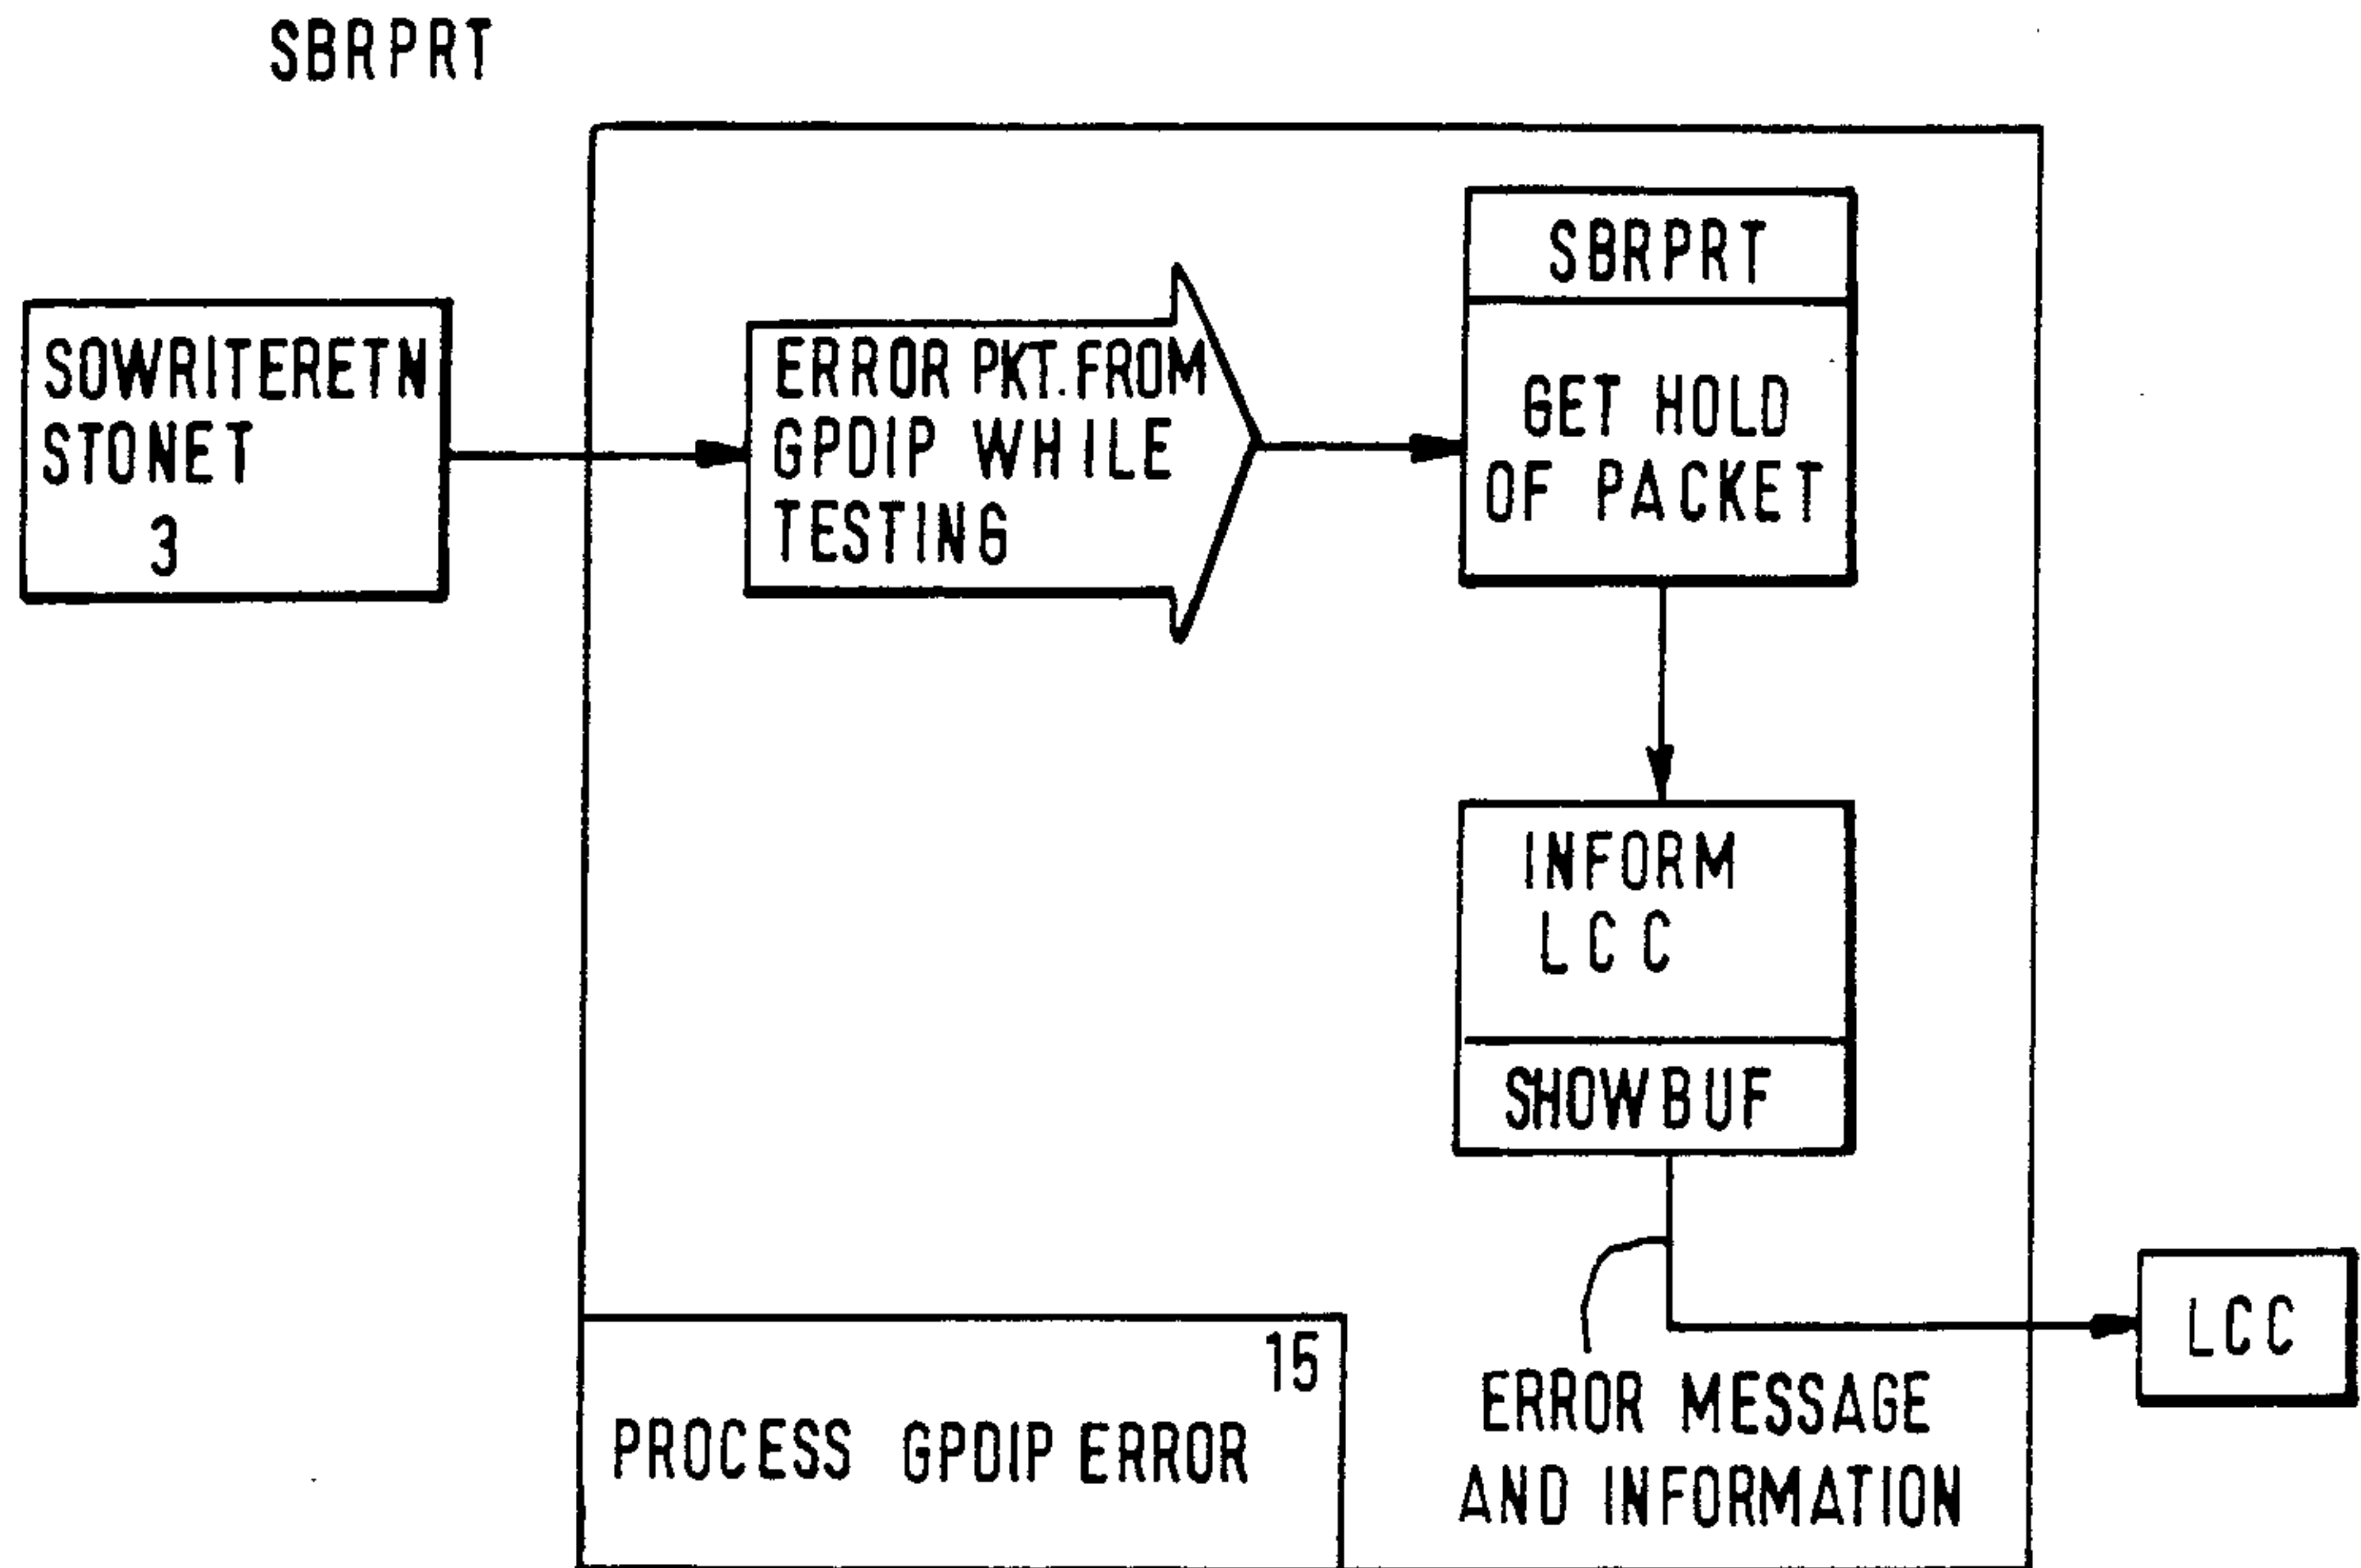 SBRPRT
SOWRITERETN
STONET
3
ERROR PKT. FROM
GPDIP WHILE
TESTING
SBRPRT
GET HOLD
OF PACKET
INFORM
LCC
SHOWBUF
LCC
ERROR MESSAGE
AND INFORMATION
15
PROCESS GPDIP ERROR